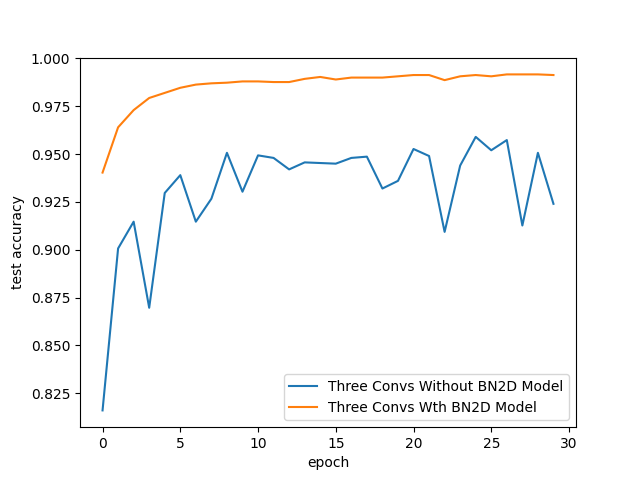 1.000
0.975
0.950
0.925
0.900
0.875
0.850
0.825
test accuracy
0 5 10 15 20 25 30
epoch
Three Convs Without BN2D Model
Three Convs Wth BN2D Model